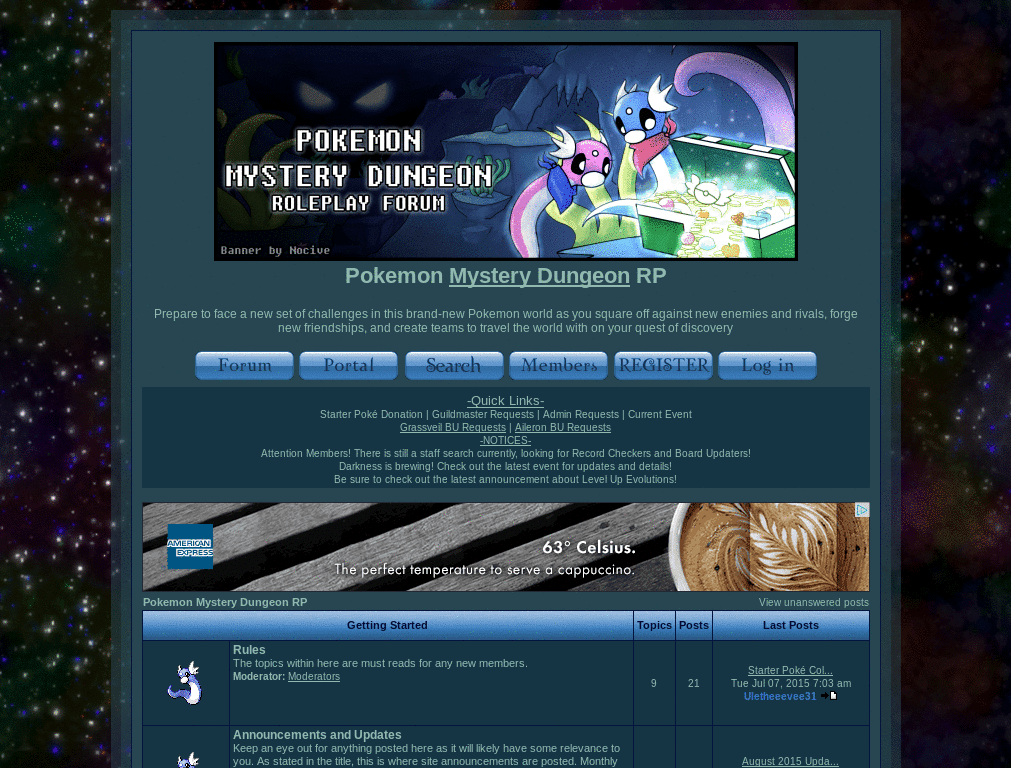 POKEMON
MYSTERY DUNGEON
ROLEPLAY FORUM
Banner by Nocive
Pokemon Mystery Dungeon RP
Prepare to face a new set of challenges in this brand-new Pokemon world as you square off against new enemies and rivals, forge
new friendships, and create teams to travel the world with on your quest of discovery
Forum Portal Search Members REGISTER Log in
-Quick Links-
Starter Poké Donation | Guildmaster Requests | Admin Requests | Current Event
Grassveil BU Requests | Aileron BU Requests
-NOTICES-
Attention Members! There is still a staff search currently, looking for Record Checkers and Board Updaters!
Darkness is brewing! Check out the latest event for updates and details!
Be sure to check out the latest announcement about Level Up Evolutions!
AMERICAN
EXPRESS
63° Celsius.
The perfect temperature to serve a cappuccino.
Pokemon Mystery Dungeon RP View unanswered posts
Getting Started Topics Posts Last Posts
Rules
The topics within here are must reads for any new members.
Moderator: Moderators
9 21
Starter Poké Col...
Tue Jul 07, 2015 7:03 am
Uletheeevee31
Announcements and Updates
Keep an eye out for anything posted here as it will likely have some relevance to
you. As stated in the title, this is where site announcements are posted. Monthly
August 2015 Upda...